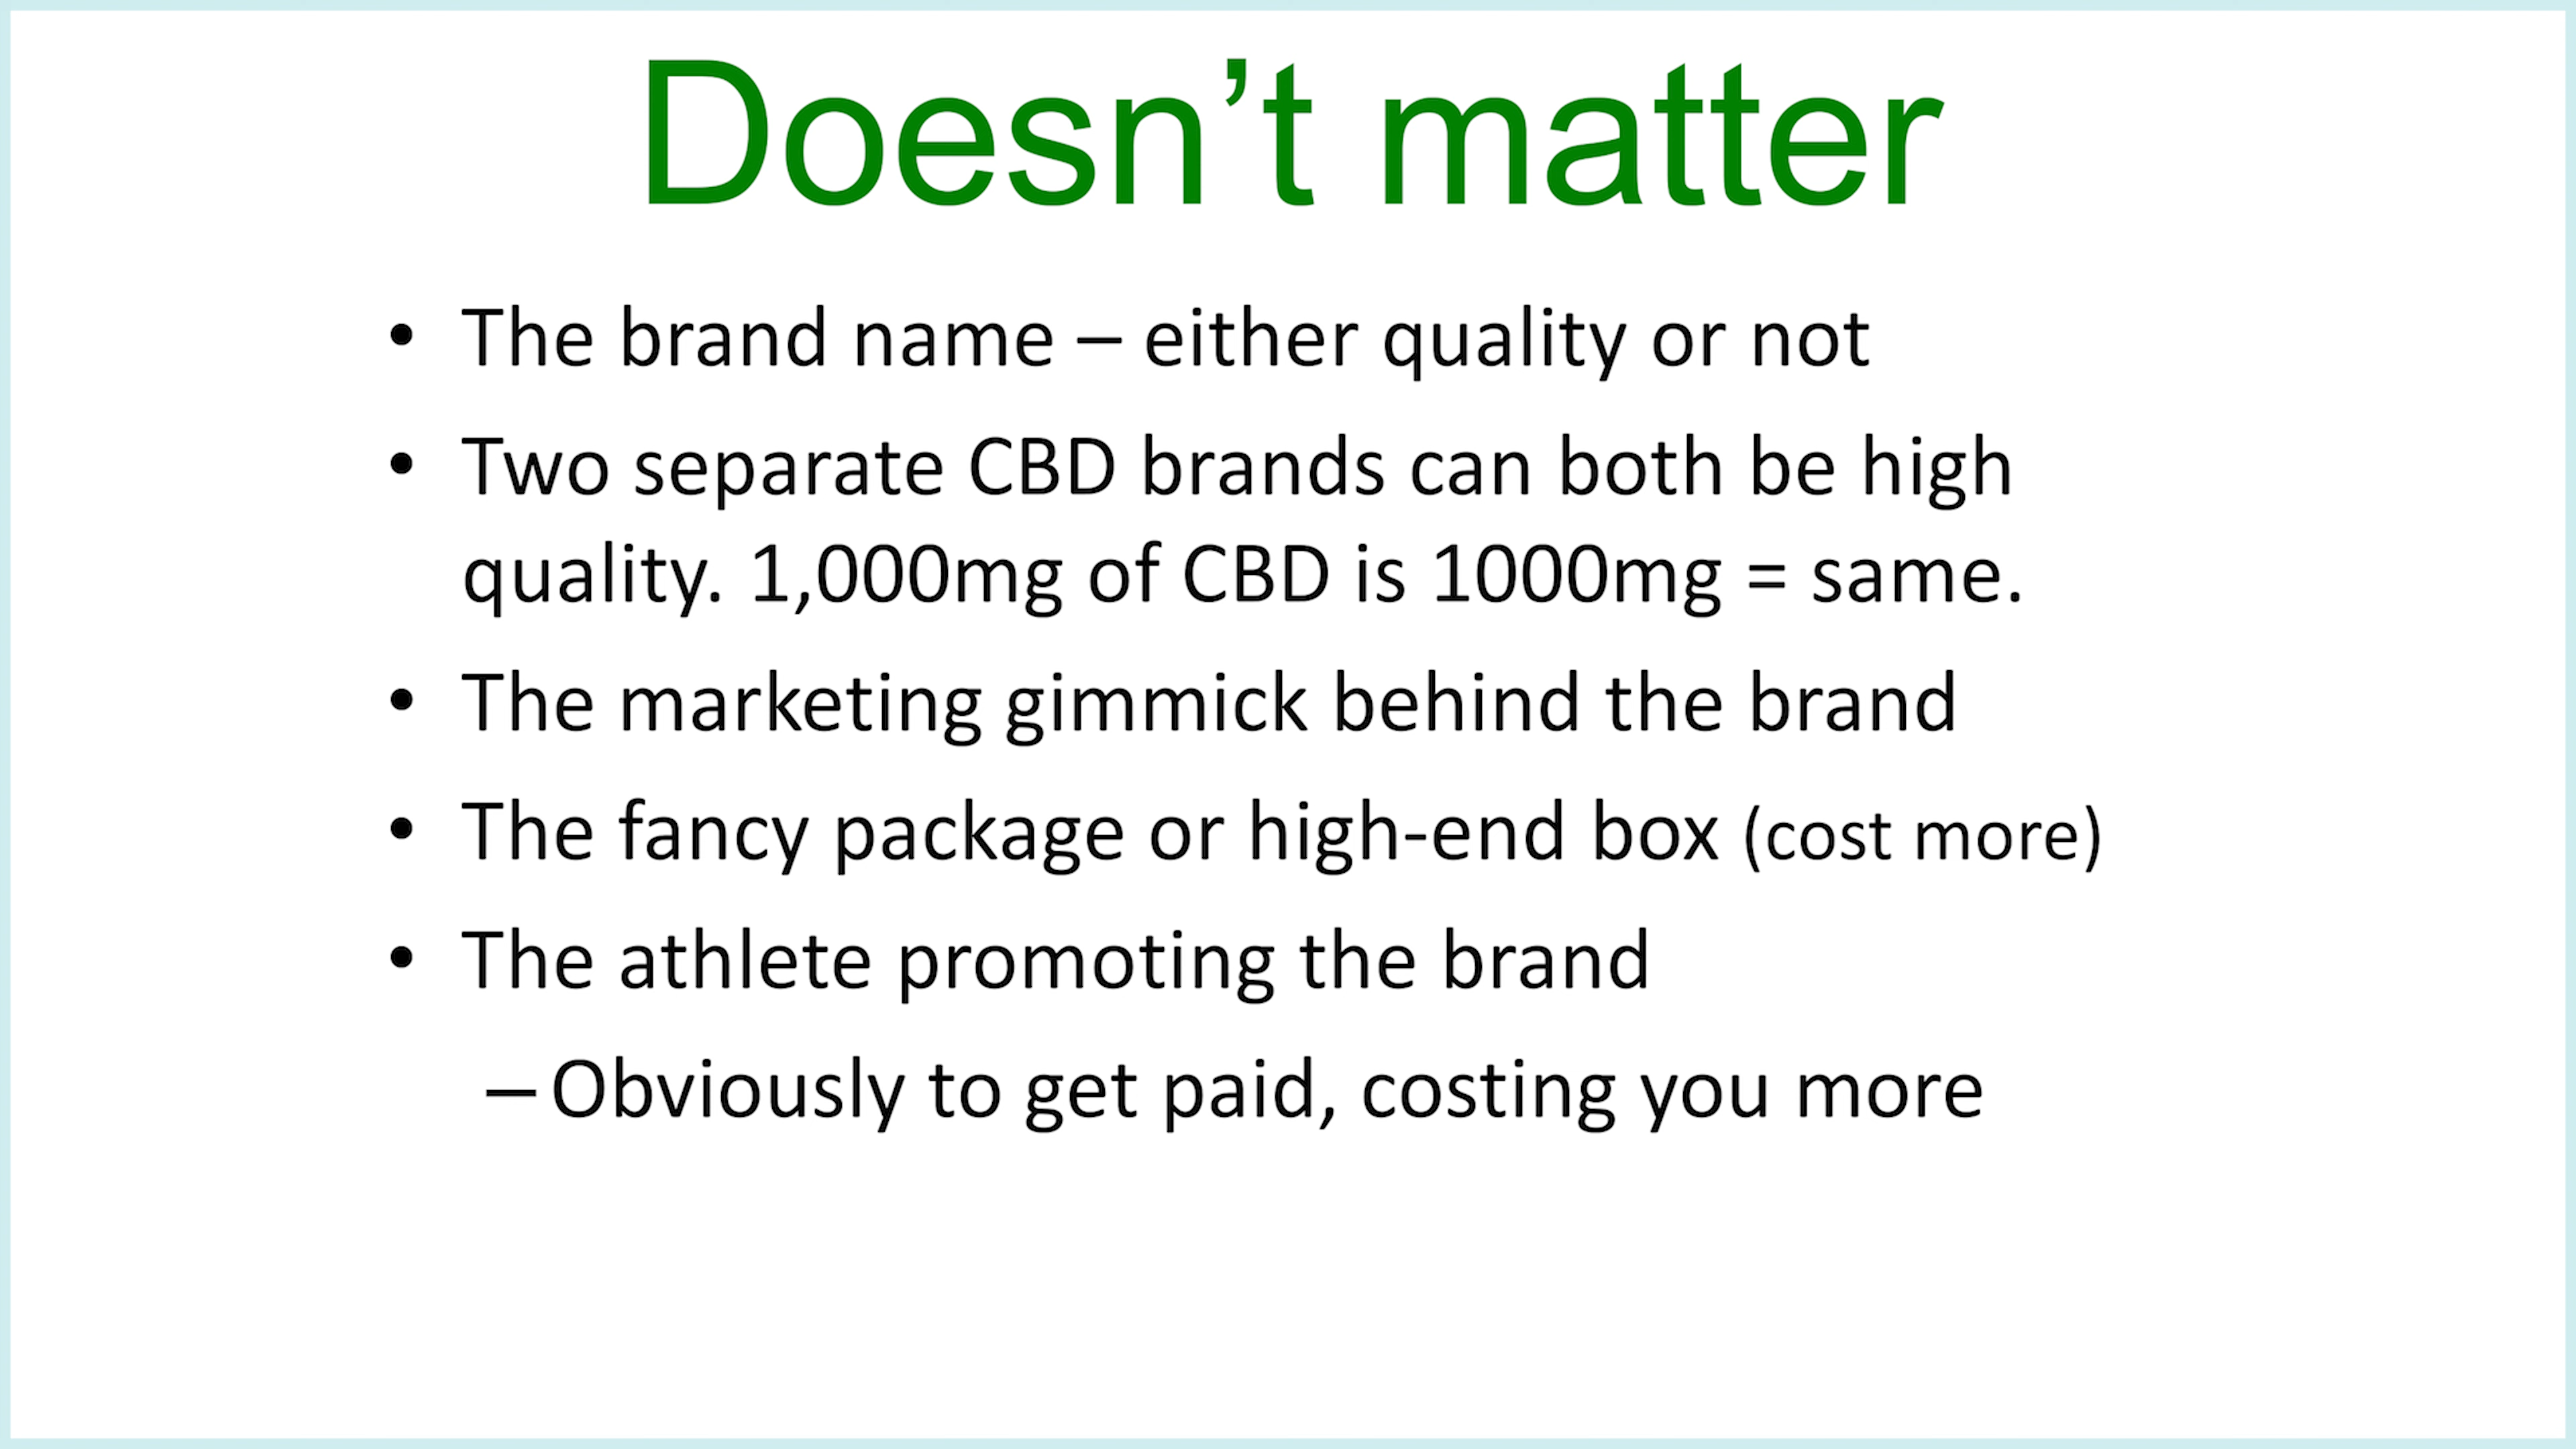 Doesn’t matter
• The brand name – either quality or not
• Two separate CBD brands can both be high
quality. 1,000mg of CBD is 1000mg = same.
• The marketing gimmick behind the brand
• The fancy package or high-end box (cost more)
• The athlete promoting the brand
– Obviously to get paid, costing you more